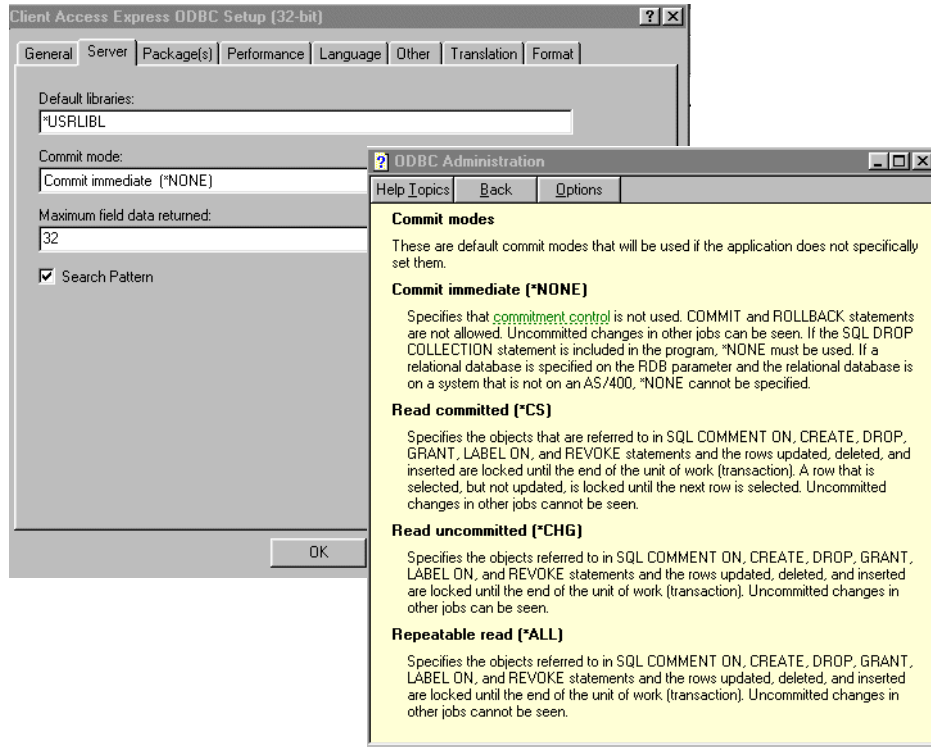 Client Access Express ODBC Setup (32-bit)
General Server Package(s) Performance Language Other Translation Format
Default libraries:
*USRLIBL
Commit mode:
Commit immediate (*NONE)
Maximum field data returned:
32
Search Pattern
OK
ODBC Administration
Help Topics Back Options
Commit modes
These are default commit modes that will be used if the application does not specifically
set them.
Commit immediate (*NONE)
Specifies that commitment control is not used. COMMIT and ROLLBACK statements
are not allowed. Uncommitted changes in other jobs can be seen. If the SQL DROP
COLLECTION statement is included in the program, *NONE must be used. If a
relational database is specified on the RDB parameter and the relational database is
on a system that is not on an AS/400, *NONE cannot be specified.
Read committed (*CS)
Specifies the objects that are referred to in SQL COMMENT ON, CREATE, DROP,
GRANT, LABEL ON, and REVOKE statements and the rows updated, deleted, and
inserted are locked until the end of the unit of work (transaction). A row that is
selected, but not updated, is locked until the next row is selected. Uncommitted
changes in other jobs cannot be seen.
Read uncommitted (*CHG)
Specifies the objects referred to in SQL COMMENT ON, CREATE, DROP, GRANT,
LABEL ON, and REVOKE statements and the rows updated, deleted, and inserted
are locked until the end of the unit of work (transaction). Uncommitted changes in
other jobs can be seen.
Repeatable read (*ALL)
Specifies the objects referred to in SQL COMMENT ON, CREATE, DROP, GRANT,
LABEL ON, and REVOKE statements and the rows updated, deleted, and inserted
are locked until the end of the unit of work (transaction). Uncommitted changes in
other jobs cannot be seen.